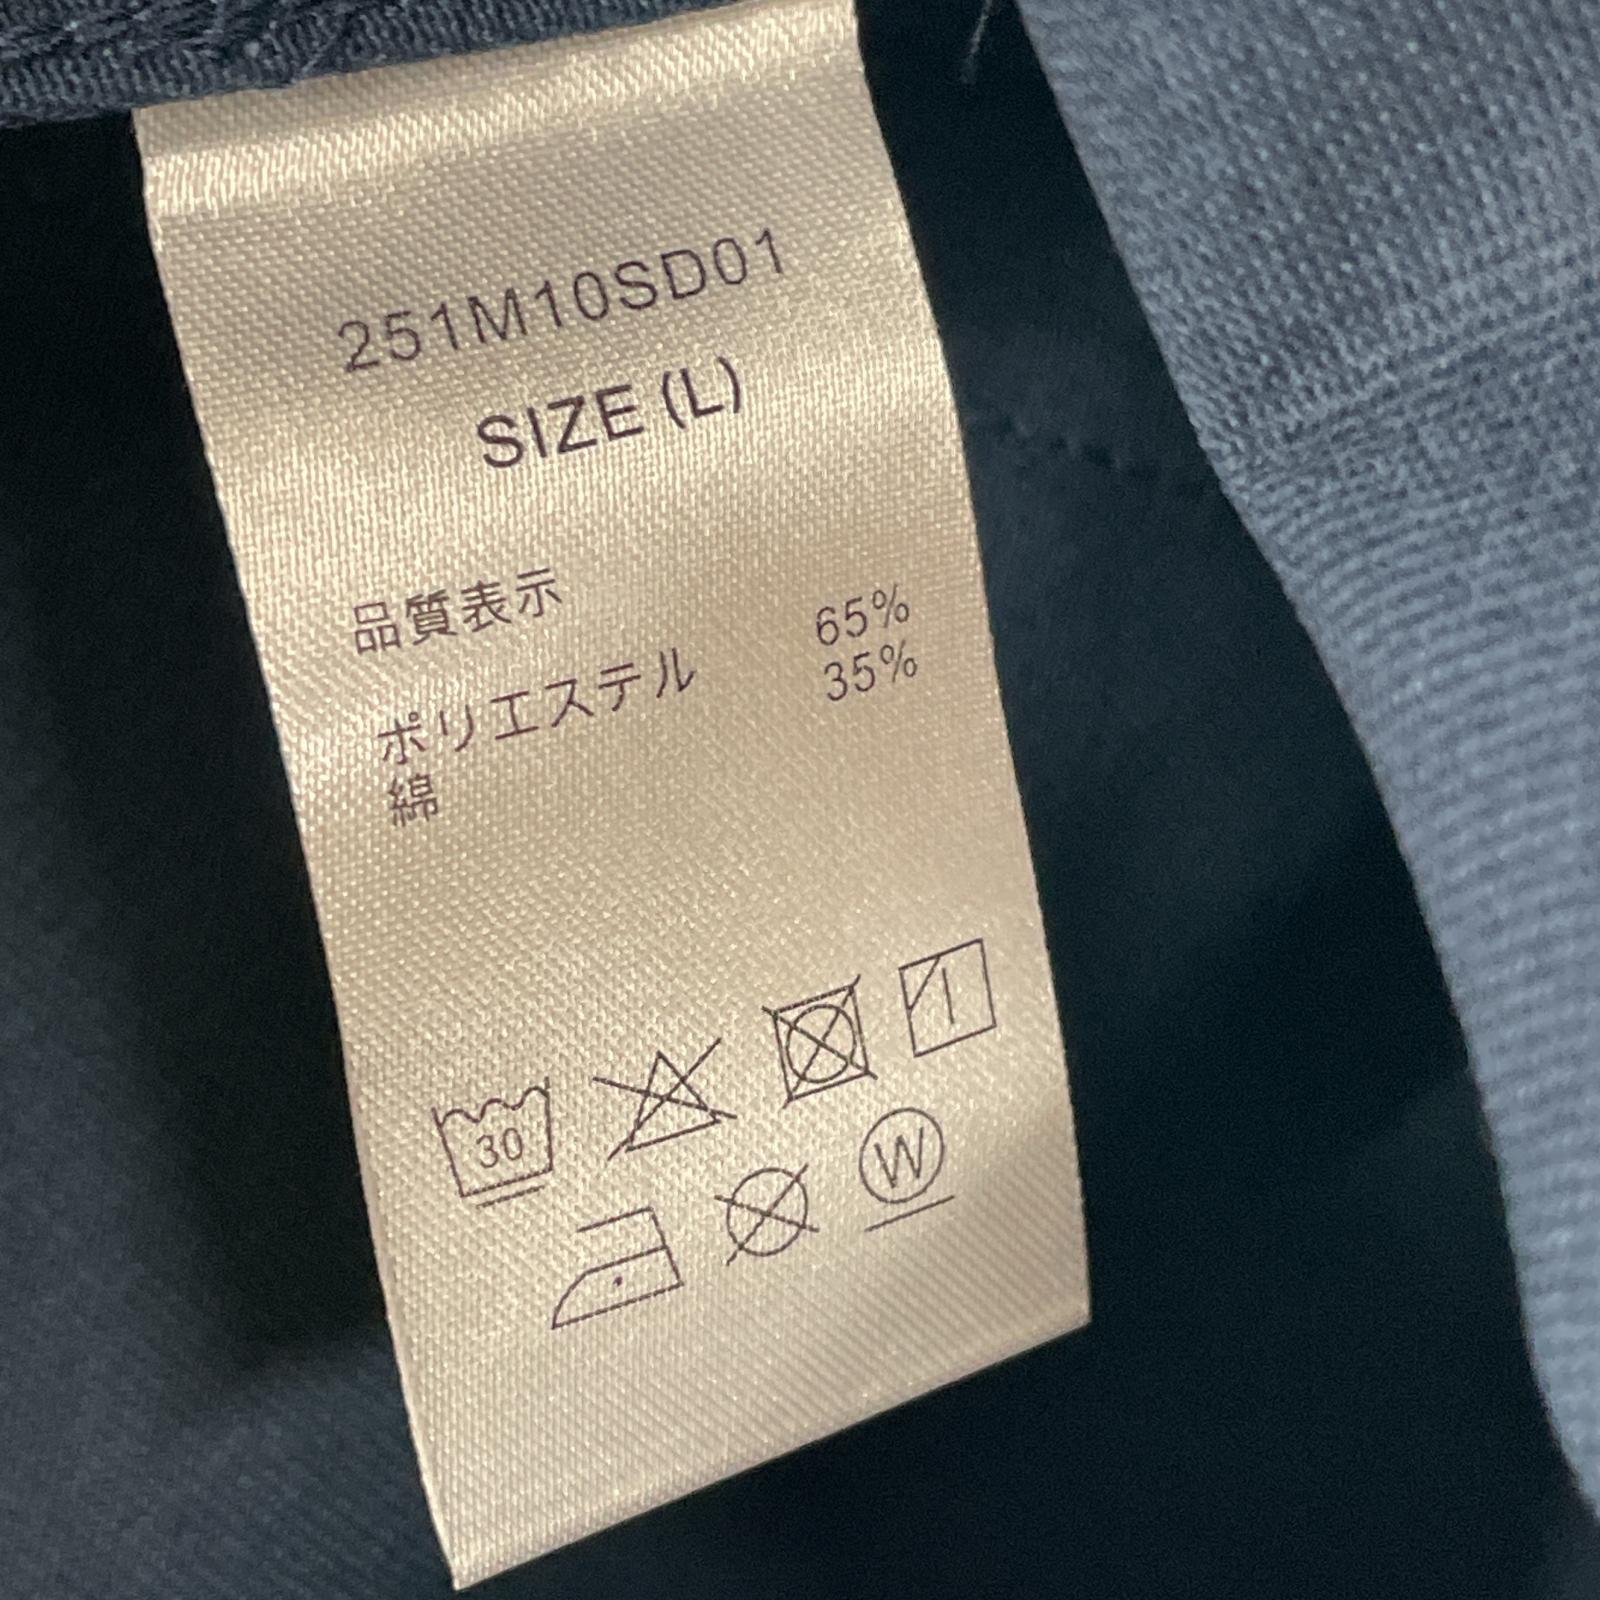 251M10SD01
SIZE (L)
品質表示
ポリエステル 65%
綿 35%
30
W